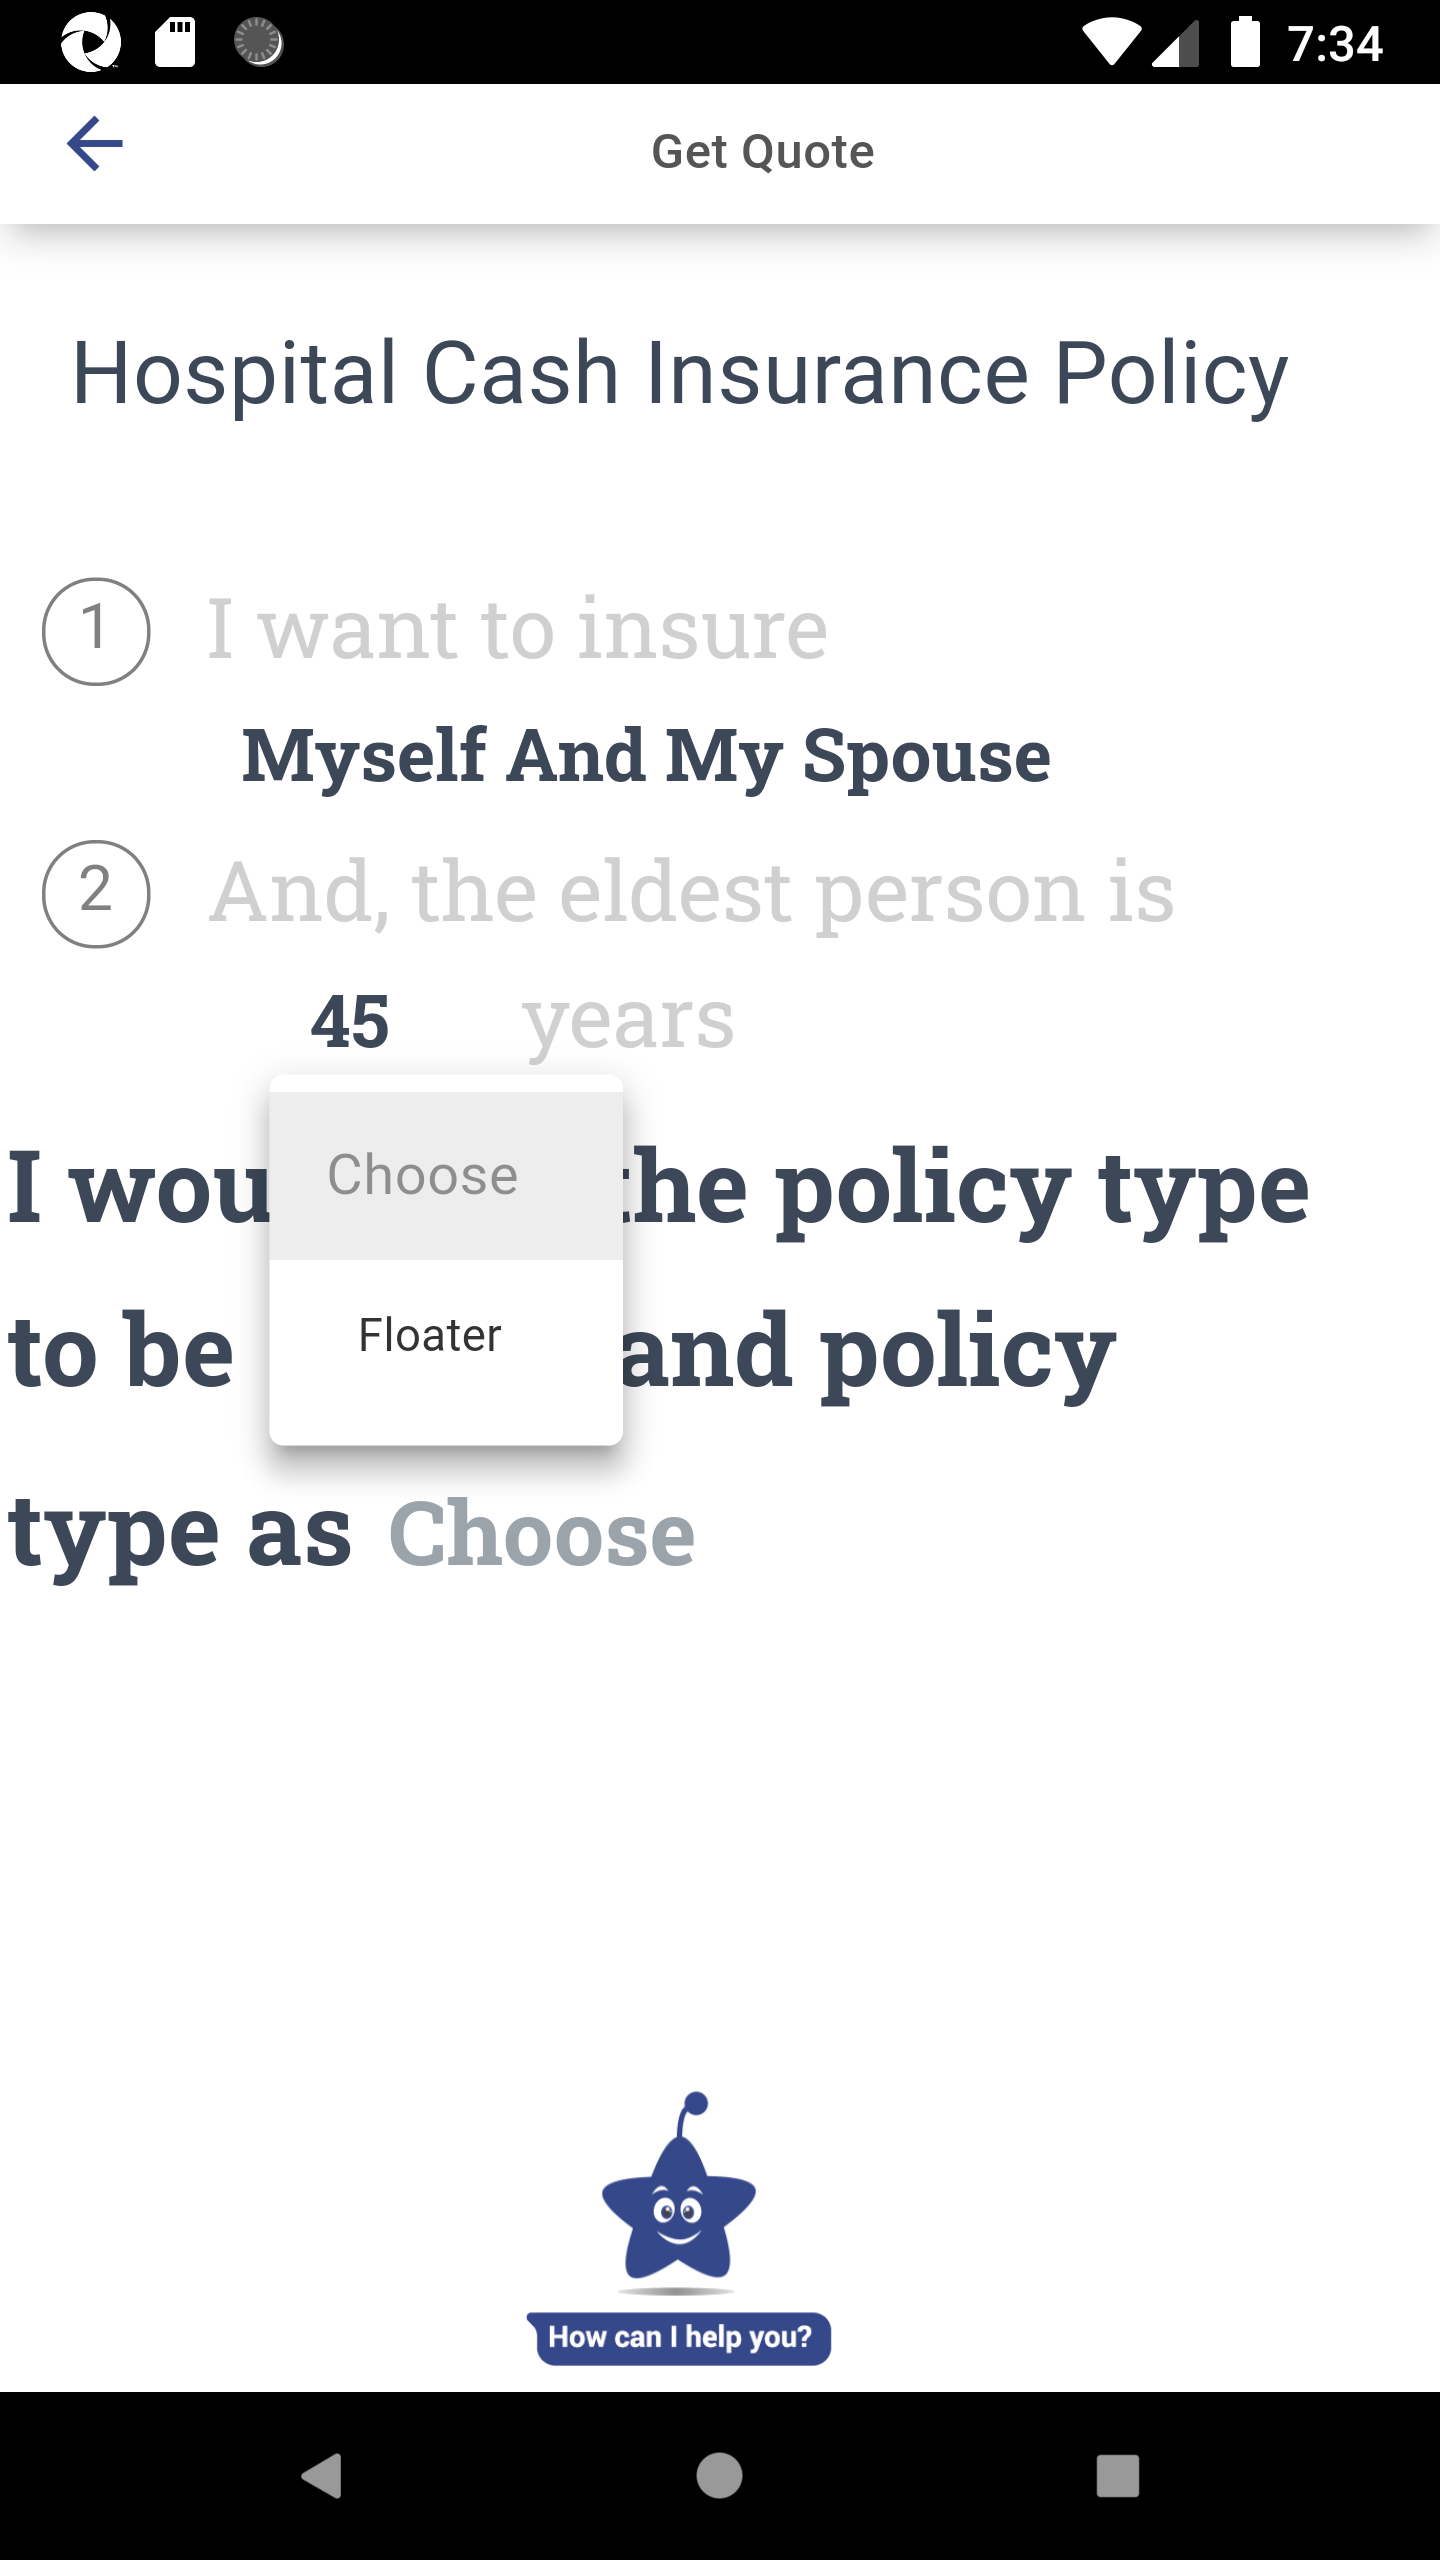 7:34
Get Quote
Hospital Cash Insurance Policy
1 I want to insure
Myself And My Spouse
2 And, the eldest person is
45 years
Choose
I wou the policy type
Floater
to be and policy
type as Choose
How can I help you?